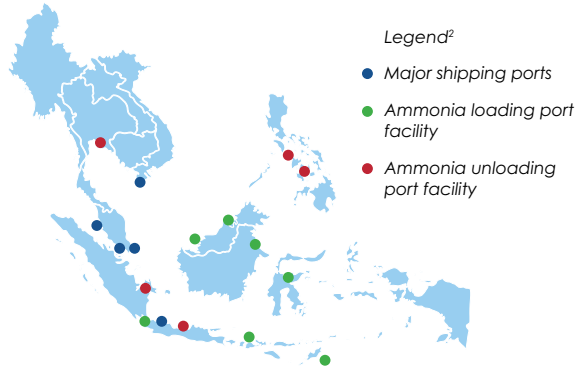 Legend²
Major shipping ports
Ammonia loading port
facility
Ammonia unloading
port facility